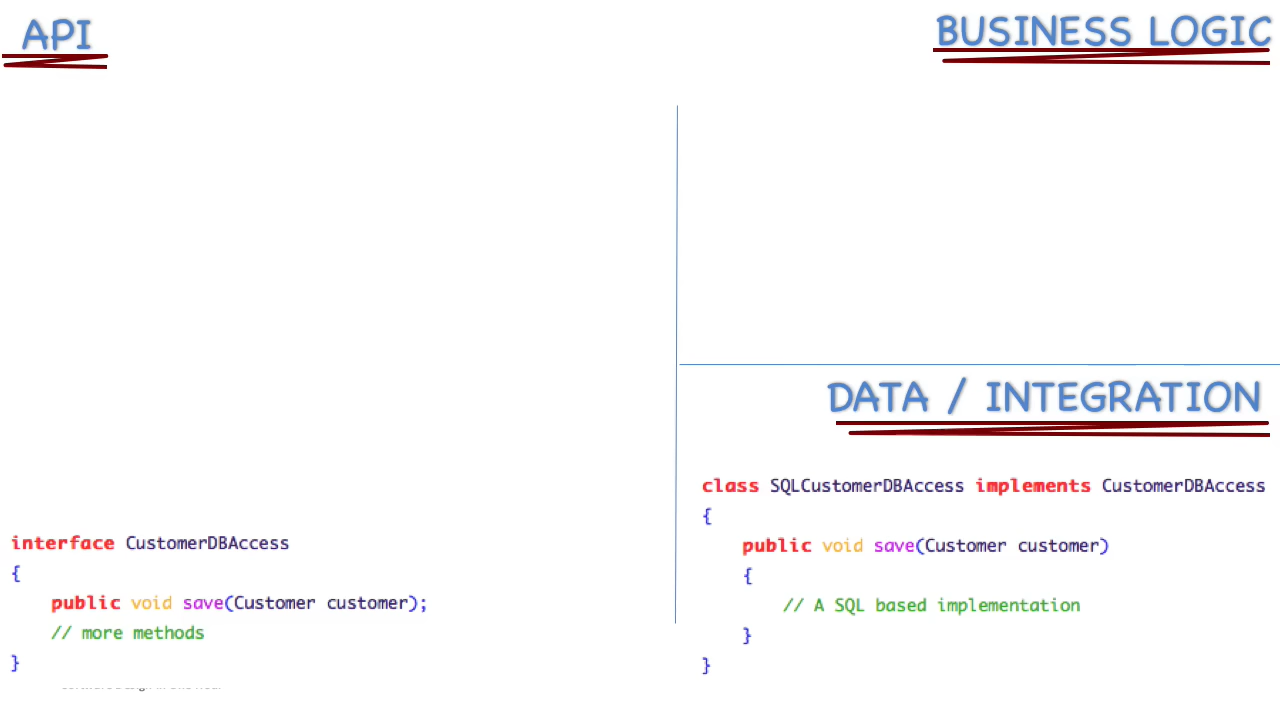 API
BUSINESS LOGIC
DATA / INTEGRATION
interface CustomerDBAccess
{
public void save(Customer customer);
// more methods
}
class SQLCustomerDBAccess implements CustomerDBAccess
{
public void save(Customer customer)
{
// A SQL based implementation
}
}